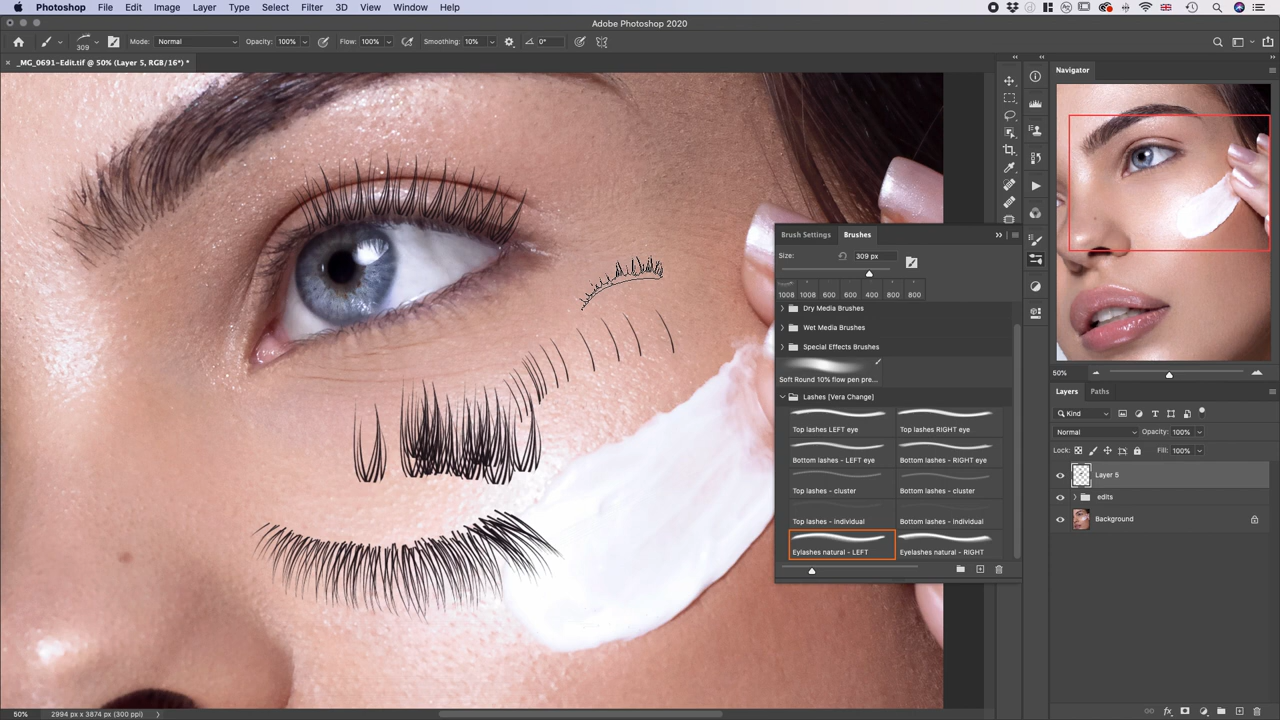 Photoshop File Edit Image Layer Type Select Filter 3D View Window Help
Adobe Photoshop 2020
309 Mode: Normal Opacity: 100% Flow: 100% Smoothing: 10% 0°
_MG_0691-Edit.tif @ 50% (Layer 5, RGB/16*) *
Navigator
50%
Brush Settings Brushes
Size: 309 px
1008 1008 600 600 400 800 800
Dry Media Brushes
Wet Media Brushes
Special Effects Brushes
Soft Round 10% flow pen pre...
Lashes [Vera Change]
Top lashes LEFT eye Top lashes RIGHT eye
Bottom lashes - LEFT eye Bottom lashes - RIGHT eye
Top lashes - cluster Bottom lashes - cluster
Top lashes - individual Bottom lashes - individual
Eylashes natural - LEFT Eyelashes natural - RIGHT
Layers Paths
Kind
Normal Opacity: 100%
Lock: Fill: 100%
Layer 5
edits
Background
50% 2994 px x 3874 px (300 ppi)
fx